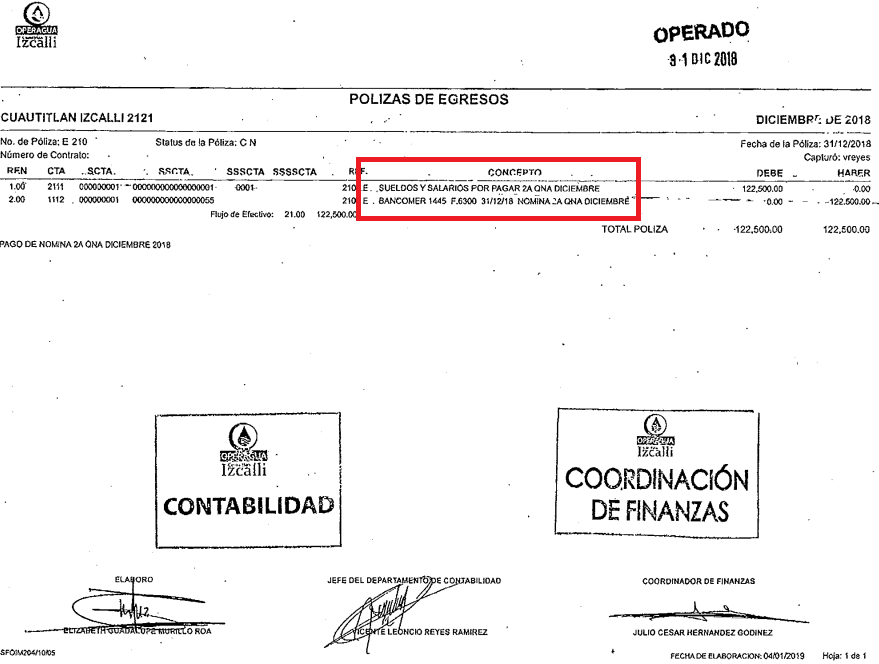 OPERAGUA
Izcalli
OPERADO
31 DIC 2018
POLIZAS DE EGRESOS
CUAUTITLAN IZCALLI 2121
DICIEMBRE DE 2018
No. de Póliza: E 210 Status de la Póliza: C N Fecha de la Póliza: 31/12/2018
Número de Contrato: Capturó: vreyes
REN CTA SCTA. SSCTA. SSSCTA SSSSCTA REF. CONCEPTO DEBE HABER
1.00 2111 000000001 0000000000000001 0001 210 E. SUELDOS Y SALARIOS POR PAGAR 2A QNA DICIEMBRE 122,500.00 0.00
2.00 1112 000000001 0000000000000055 210 E. BANCOMER 1445 F.6300 31/12/18 NOMINA 2A QNA DICIEMBRE 0.00 122,500.00
Flujo de Efectivo: 21.00 122,500.00
TOTAL POLIZA 122,500.00 122,500.00
PAGO DE NOMINA 2A QNA DICIEMBRE 2018
OPERAGUA
Izcalli
CONTABILIDAD
OPERAGUA
Izcalli
COORDINACIÓN
DE FINANZAS
ELABORO
ELIZABETH GUADALUPE MURILLO ROA
JEFE DEL DEPARTAMENTO DE CONTABILIDAD
VICENTE LEONCIO REYES RAMIREZ
COORDINADOR DE FINANZAS
JULIO CESAR HERNANDEZ GODINEZ
SFOIM204/10/05
FECHA DE ELABORACION: 04/01/2019 Hoja: 1 de 1